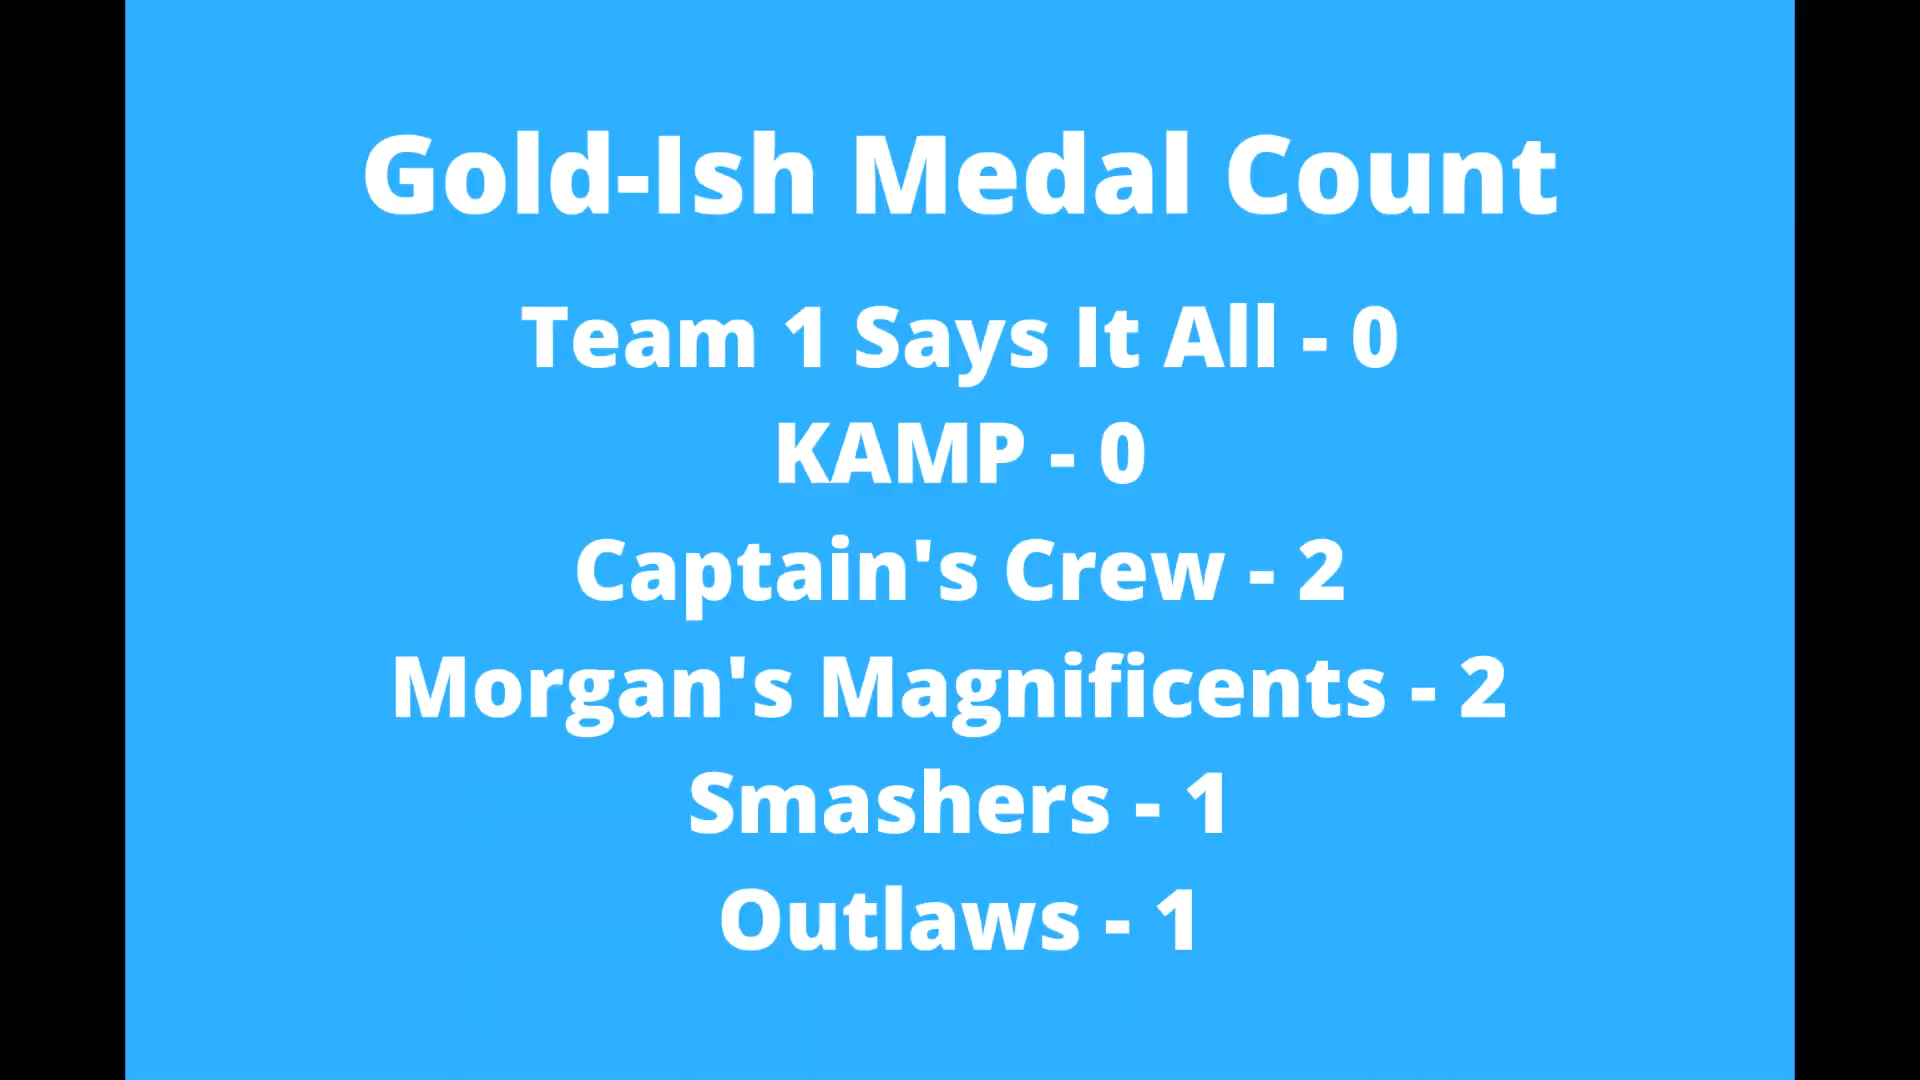 Gold-Ish Medal Count
Team 1 Says It All - 0
KAMP - 0
Captain's Crew - 2
Morgan's Magnificents - 2
Smashers - 1
Outlaws - 1